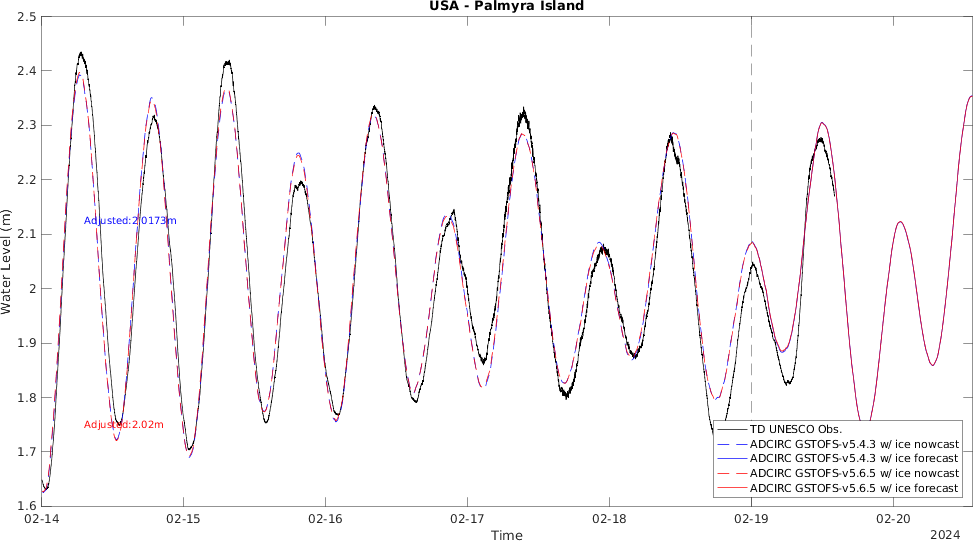 USA - Palmyra Island
2.5
2.4
2.3
2.2
2.1
2
1.9
1.8
1.7
1.6
Water Level (m)
Adjusted:2.0173m
Adjusted:2.02m
TD UNESCO Obs.
ADCIRC GSTOFS-v5.4.3 w/ ice nowcast
ADCIRC GSTOFS-v5.4.3 w/ ice forecast
ADCIRC GSTOFS-v5.6.5 w/ ice nowcast
ADCIRC GSTOFS-v5.6.5 w/ ice forecast
02-14 02-15 02-16 02-17 02-18 02-19 02-20
Time
2024